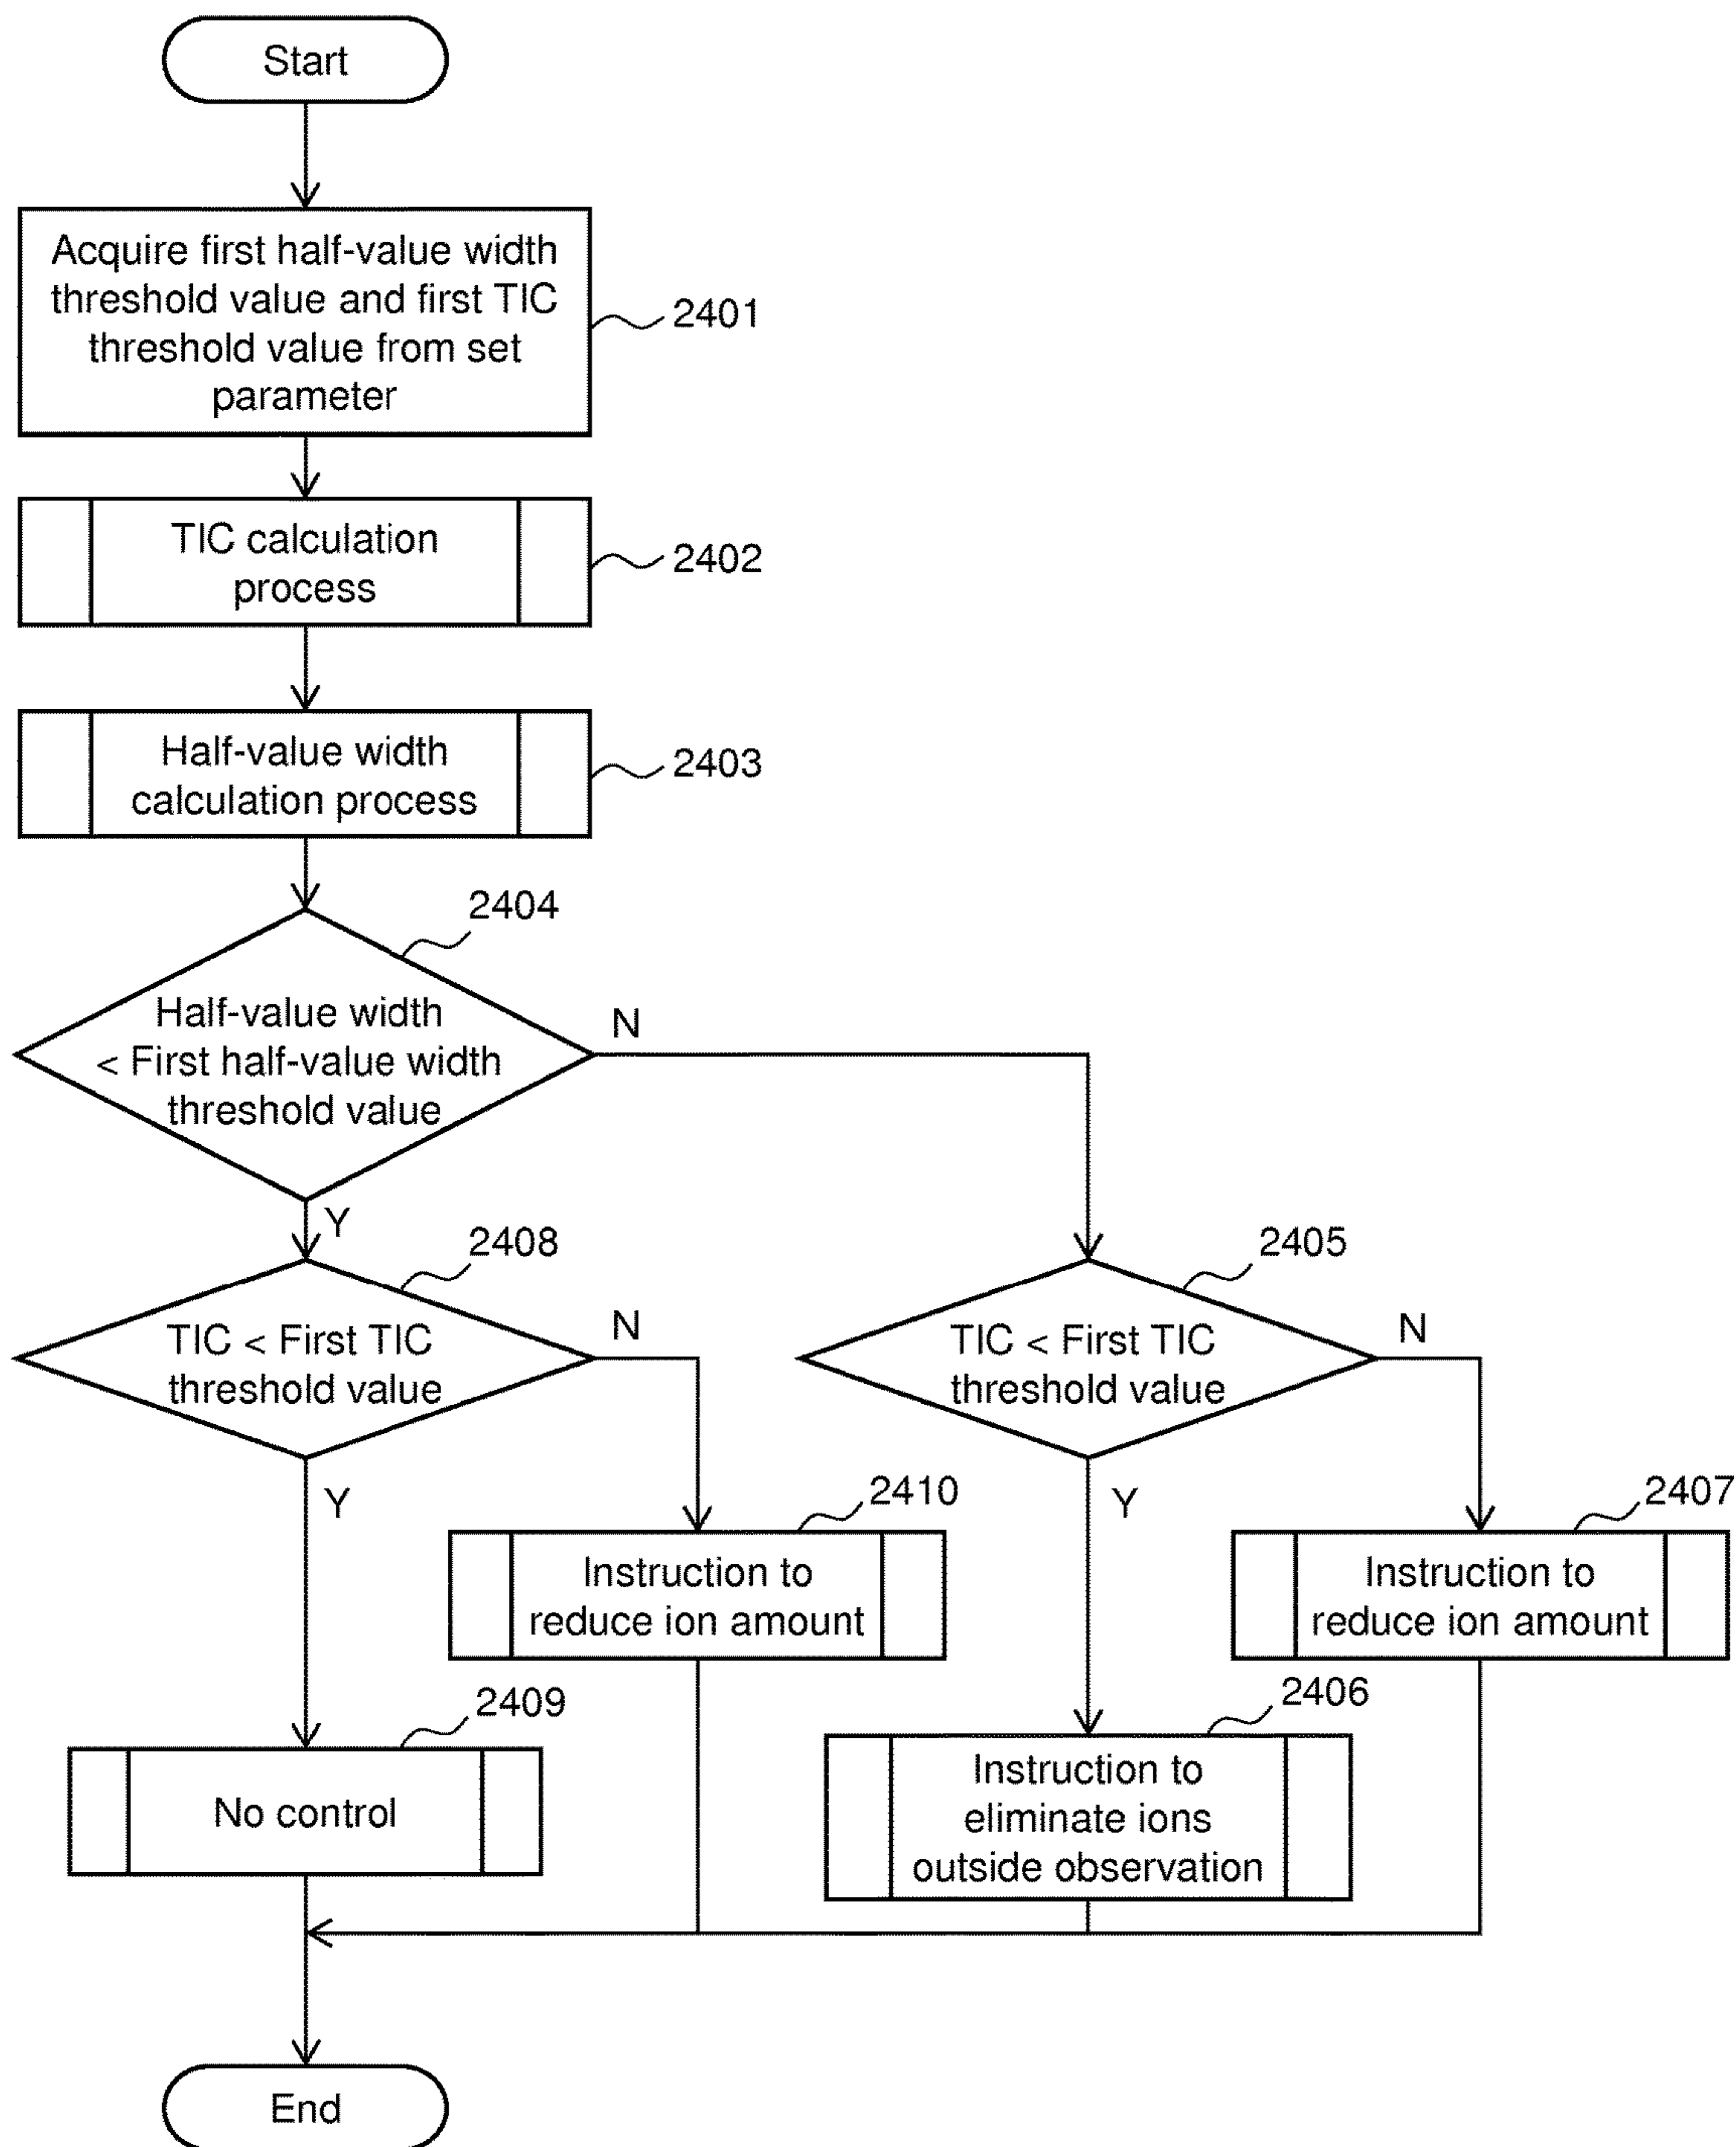 Start
Acquire first half-value width
threshold value and first TIC
threshold value from set
parameter
2401
TIC calculation
process
2402
Half-value width
calculation process
2403
2404
Half-value width
< First half-value width
threshold value
N
Y
2408
TIC < First TIC
threshold value
N
Y
2405
TIC < First TIC
threshold value
N
Y
2410
Instruction to
reduce ion amount
2407
Instruction to
reduce ion amount
2409
No control
2406
Instruction to
eliminate ions
outside observation
End